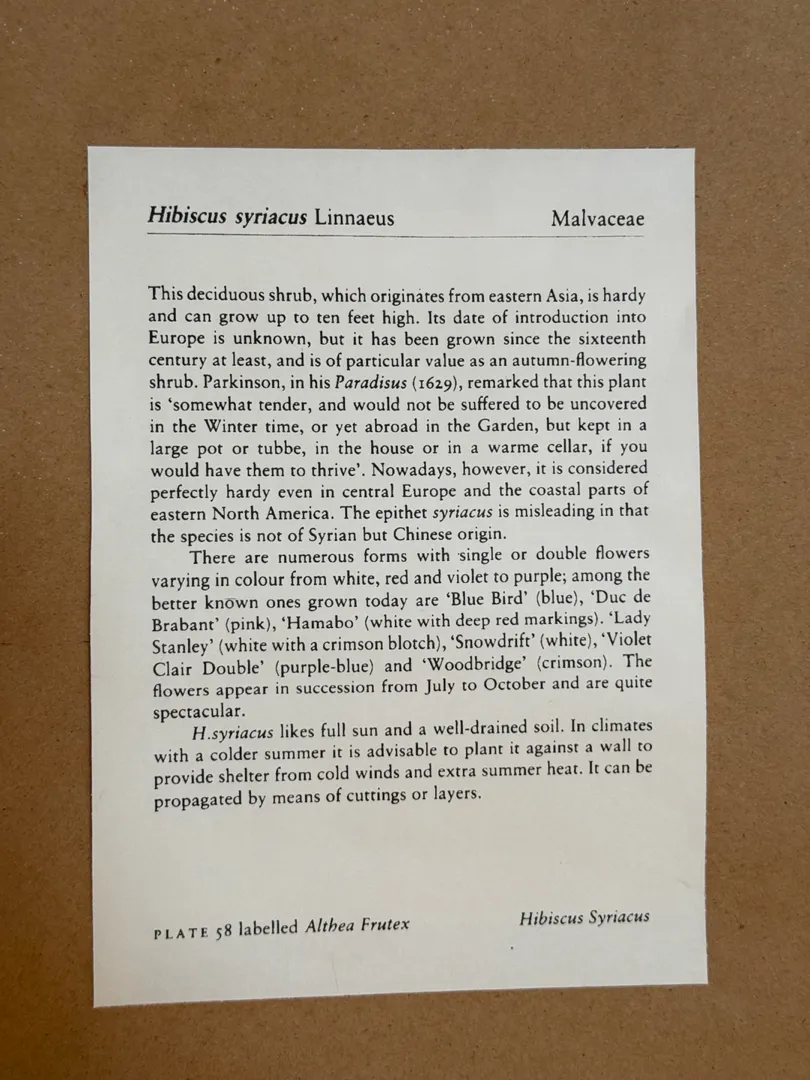 Hibiscus syriacus Linnaeus Malvaceae
This deciduous shrub, which originates from eastern Asia, is hardy
and can grow up to ten feet high. Its date of introduction into
Europe is unknown, but it has been grown since the sixteenth
century at least, and is of particular value as an autumn-flowering
shrub. Parkinson, in his Paradisus (1629), remarked that this plant
is ‘somewhat tender, and would not be suffered to be uncovered
in the Winter time, or yet abroad in the Garden, but kept in a
large pot or tubbe, in the house or in a warme cellar, if you
would have them to thrive’. Nowadays, however, it is considered
perfectly hardy even in central Europe and the coastal parts of
eastern North America. The epithet syriacus is misleading in that
the species is not of Syrian but Chinese origin.
There are numerous forms with single or double flowers
varying in colour from white, red and violet to purple; among the
better known ones grown today are ‘Blue Bird’ (blue), ‘Duc de
Brabant’ (pink), ‘Hamabo’ (white with deep red markings). ‘Lady
Stanley’ (white with a crimson blotch), ‘Snowdrift’ (white), ‘Violet
Clair Double’ (purple-blue) and ‘Woodbridge’ (crimson). The
flowers appear in succession from July to October and are quite
spectacular.
H.syriacus likes full sun and a well-drained soil. In climates
with a colder summer it is advisable to plant it against a wall to
provide shelter from cold winds and extra summer heat. It can be
propagated by means of cuttings or layers.
PLATE 58 labelled Althea Frutex Hibiscus Syriacus